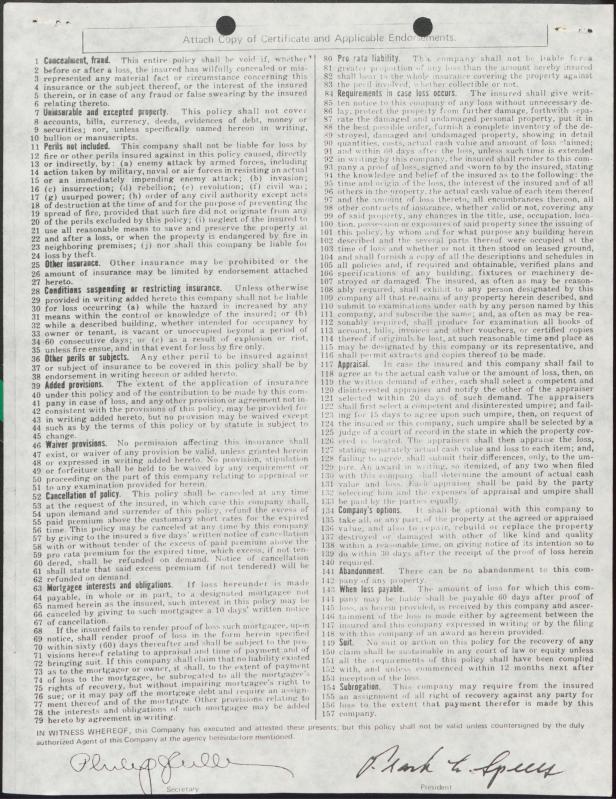 Attach Copy of Certificate and Applicable Endorsements.
1 Concealment, fraud. This entire policy shall be void if, whether
2 before or after a loss, the insured has wilfully concealed or mis-
3 represented any material fact or circumstance concerning this
4 insurance or the subject thereof, or the interest of the insured
5 therein, or in case of any fraud or false swearing by the insured
6 relating thereto.
7 Uninsurable and excepted property. This policy shall not cover
8 accounts, bills, currency, deeds, evidences of debt, money or
9 securities; nor, unless specifically named hereon in writing,
10 bullion or manuscripts.
11 Perils not included. This company shall not be liable for loss by
12 fire or other perils insured against in this policy caused, directly
13 or indirectly, by: (a) enemy attack by armed forces, including
14 action taken by military, naval or air forces in resisting an actual
15 or an immediately impending enemy attack; (b) invasion;
16 (c) insurrection; (d) rebellion; (e) revolution; (f) civil war;
17 (g) usurped power; (h) order of any civil authority except acts
18 of destruction at the time of and for the purpose of preventing the
19 spread of fire, provided that such fire did not originate from any
20 of the perils excluded by this policy; (i) neglect of the insured to
21 use all reasonable means to save and preserve the property at
22 and after a loss, or when the property is endangered by fire in
23 neighboring premises; (j) nor shall this company be liable for
24 loss by theft.
25 Other insurance. Other insurance may be prohibited or the
26 amount of insurance may be limited by endorsement attached
27 hereto.
28 Conditions suspending or restricting insurance. Unless otherwise
29 provided in writing added hereto this company shall not be liable
30 for loss occurring (a) while the hazard is increased by any
31 means within the control or knowledge of the insured; or (b)
32 while a described building, whether intended for occupancy by
33 owner or tenant, is vacant or unoccupied beyond a period of
34 60 consecutive days; or (c) as a result of explosion or riot,
35 unless fire ensue, and in that event for loss by fire only.
36 Other perils or subjects. Any other peril to be insured against
37 or subject of insurance to be covered in this policy shall be by
38 endorsement in writing hereon or added hereto.
39 Added provisions. The extent of the application of insurance
40 under this policy and of the contribution to be made by this com-
41 pany in case of loss, and any other provision or agreement not in-
42 consistent with the provisions of this policy, may be provided for
43 in writing added hereto, but no provision may be waived except
44 such as by the terms of this policy or by statute is subject to
45 change.
46 Waiver provisions. No permission affecting this insurance shall
47 exist, or waiver of any provision be valid, unless granted herein
48 or expressed in writing added hereto. No provision, stipulation
49 or forfeiture shall be held to be waived by any requirement or
50 proceeding on the part of this company relating to appraisal or
51 to any examination provided for herein.
52 Cancellation of policy. This policy shall be canceled at any time
53 at the request of the insured, in which case this company shall,
54 upon demand and surrender of this policy, refund the excess of
55 paid premium above the customary short rates for the expired
56 time. This policy may be canceled at any time by this company
57 by giving to the insured a five days' written notice of cancellation
58 with or without tender of the excess of paid premium above the
59 pro rata premium for the expired time, which excess, if not ten-
60 dered, shall be refunded on demand. Notice of cancellation
61 shall state that said excess premium (if not tendered) will be
62 refunded on demand.
63 Mortgagee interests and obligations. If loss hereunder is made
64 payable, in whole or in part, to a designated mortgagee not
65 named herein as the insured, such interest in this policy may be
66 canceled by giving to such mortgagee a 10 days' written notice
67 of cancellation.
68 If the insured fails to render proof of loss such mortgagee, upon
69 notice, shall render proof of loss in the form herein specified
70 within sixty (60) days thereafter and shall be subject to the pro-
71 visions hereof relating to appraisal and time of payment and of
72 bringing suit. If this company shall claim that no liability existed
73 as to the mortgagor or owner, it shall, to the extent of payment
74 of loss to the mortgagee, be subrogated to all the mortgagee's
75 rights of recovery, but without impairing mortgagee's right to
76 sue; or it may pay off the mortgage debt and require an assign-
77 ment thereof and of the mortgage. Other provisions relating to
78 the interests and obligations of such mortgagee may be added
79 hereto by agreement in writing.
80 Pro rata liability. This company shall not be liable for a
81 greater proportion of any loss than the amount hereby insured
82 shall bear to the whole insurance covering the property against
83 the peril involved, whether collectible or not.
84 Requirements in case loss occurs. The insured shall give writ-
85 ten notice to this company of any loss without unnecessary de-
86 lay, protect the property from further damage, forthwith sepa-
87 rate the damaged and undamaged personal property, put it in
88 the best possible order, furnish a complete inventory of the de-
89 stroyed, damaged and undamaged property, showing in detail
90 quantities, costs, actual cash value and amount of loss claimed;
91 and within 60 days after the loss, unless such time is extended
92 in writing by this company, the insured shall render to this com-
93 pany a proof of loss, signed and sworn to by the insured, stating
94 the knowledge and belief of the insured as to the following: the
95 time and origin of the loss, the interest of the insured and of all
96 others in the property, the actual cash value of each item thereof
97 and the amount of loss thereto, all encumbrances thereon, all
98 other contracts of insurance, whether valid or not, covering any
99 of said property, any changes in the title, use, occupation, loca-
100 tion, possession or exposures of said property since the issuing of
101 this policy, by whom and for what purpose any building herein
102 described and the several parts thereof were occupied at the
103 time of loss and whether or not it then stood on leased ground,
104 and shall furnish a copy of all the descriptions and schedules in
105 all policies and, if required and obtainable, verified plans and
106 specifications of any building, fixtures or machinery de-
107 stroyed or damaged. The insured, as often as may be reason-
108 ably required, shall exhibit to any person designated by this
109 company all that remains of any property herein described, and
110 submit to examinations under oath by any person named by this
111 company, and subscribe the same; and, as often as may be rea-
112 sonably required, shall produce for examination all books of
113 account, bills, invoices and other vouchers, or certified copies
114 thereof if originals be lost, at such reasonable time and place as
115 may be designated by this company or its representative, and
116 shall permit extracts and copies thereof to be made.
117 Appraisal. In case the insured and this company shall fail to
118 agree as to the actual cash value or the amount of loss, then, on
119 the written demand of either, each shall select a competent and
120 disinterested appraiser and notify the other of the appraiser
121 selected within 20 days of such demand. The appraisers
122 shall first select a competent and disinterested umpire; and fail-
123 ing for 15 days to agree upon such umpire, then, on request of
124 the insured or this company, such umpire shall be selected by a
125 judge of a court of record in the state in which the property cov-
126 ered is located. The appraisers shall then appraise the loss,
127 stating separately actual cash value and loss to each item; and,
128 failing to agree, shall submit their differences, only, to the um-
129 pire. An award in writing, so itemized, of any two when filed
130 with this company shall determine the amount of actual cash
131 value and loss. Each appraiser shall be paid by the party
132 selecting him and the expenses of appraisal and umpire shall
133 be paid by the parties equally.
134 Company's options. It shall be optional with this company to
135 take all, or any part, of the property at the agreed or appraised
136 value, and also to repair, rebuild or replace the property
137 destroyed or damaged with other of like kind and quality
138 within a reasonable time, on giving notice of its intention so to
139 do within 30 days after the receipt of the proof of loss herein
140 required.
141 Abandonment. There can be no abandonment to this com-
142 pany of any property.
143 When loss payable. The amount of loss for which this com-
144 pany may be liable shall be payable 60 days after proof of
145 loss, as herein provided, is received by this company and ascer-
146 tainment of the loss is made either by agreement between the
147 insured and this company expressed in writing or by the filing
148 with this company of an award as herein provided.
149 Suit. No suit or action on this policy for the recovery of any
150 claim shall be sustainable in any court of law or equity unless
151 all the requirements of this policy shall have been complied
152 with, and unless commenced within 12 months next after
153 inception of the loss.
154 Subrogation. This company may require from the insured
155 an assignment of all right of recovery against any party for
156 loss to the extent that payment therefor is made by this
157 company.
IN WITNESS WHEREOF, this Company has executed and attested these presents; but this policy shall not be valid unless countersigned by the duly
authorized Agent of this Company at the agency hereinbefore mentioned.
Secretary
President